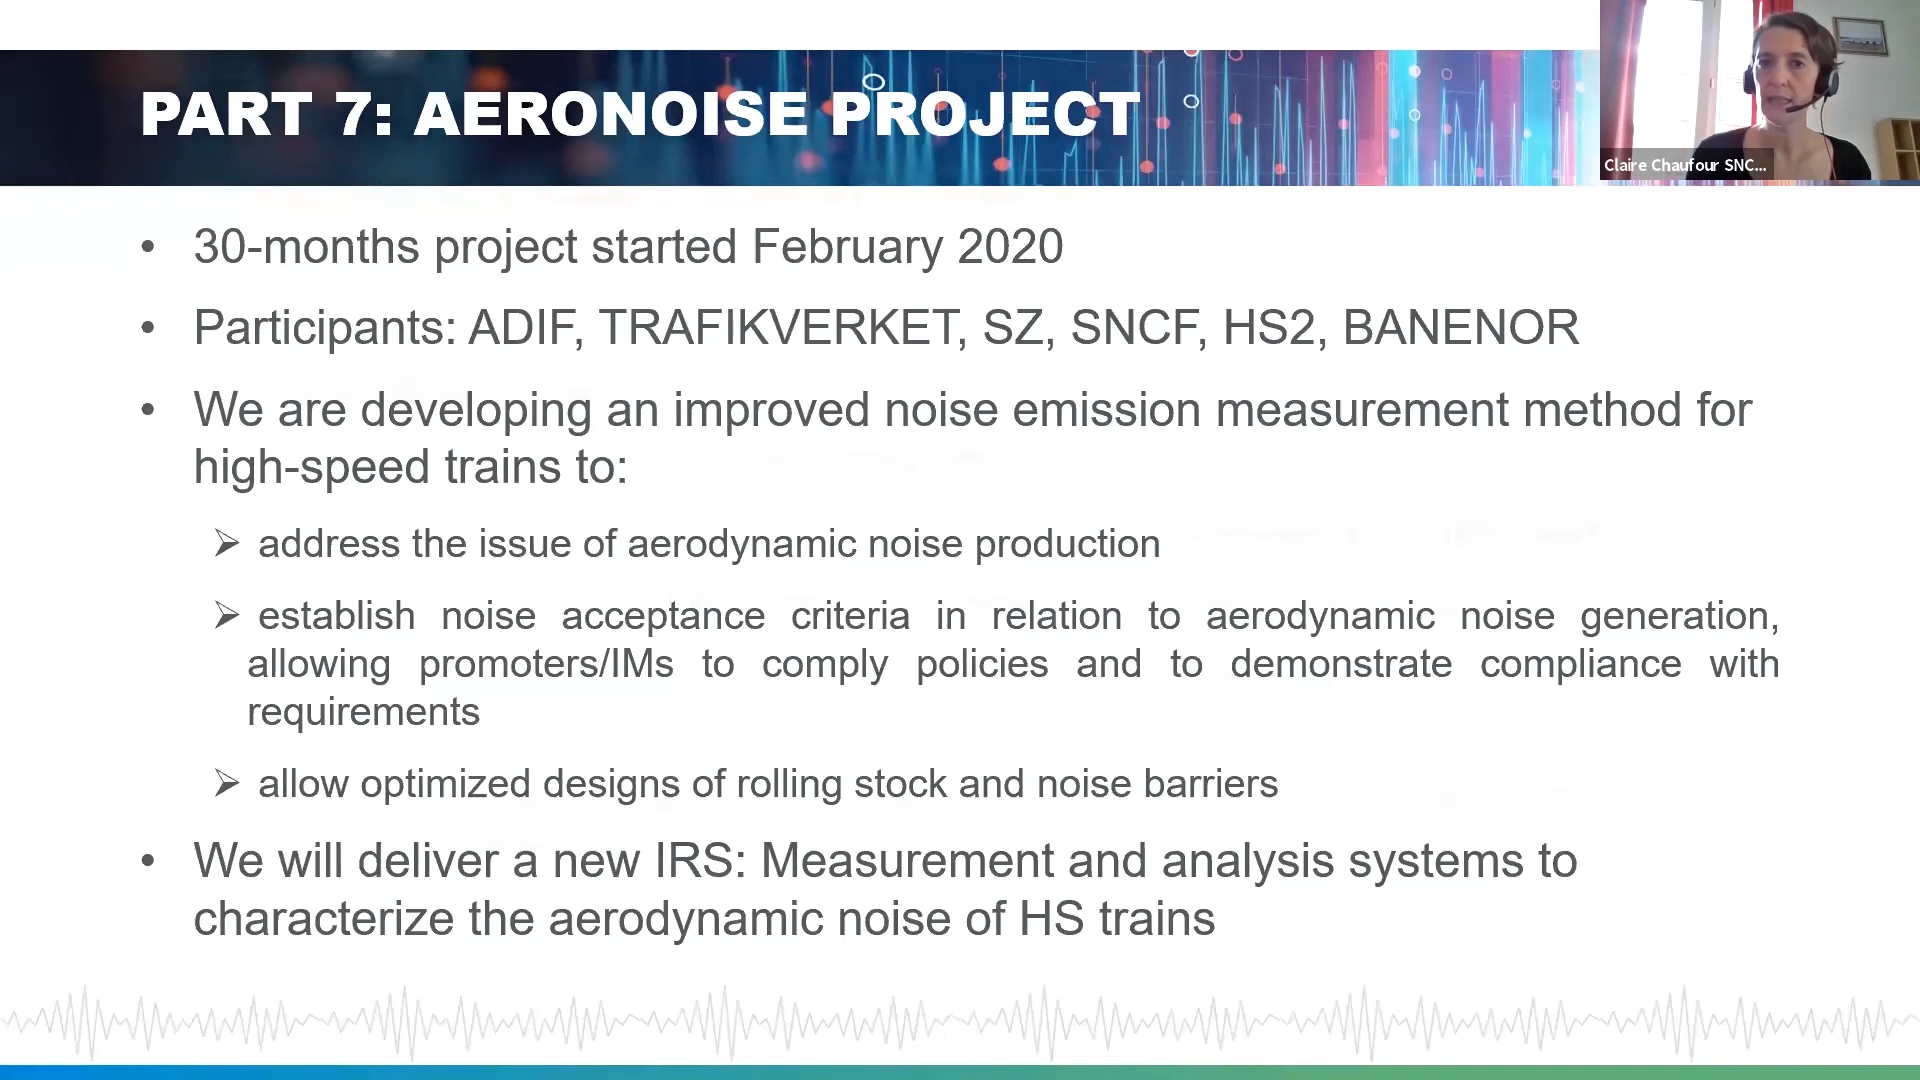 PART 7: AERONOISE PROJECT
Claire Chaufour SNC...
• 30-months project started February 2020
• Participants: ADIF, TRAFIKVERKET, SZ, SNCF, HS2, BANENOR
• We are developing an improved noise emission measurement method for
high-speed trains to:
➢ address the issue of aerodynamic noise production
➢ establish noise acceptance criteria in relation to aerodynamic noise generation,
allowing promoters/IMs to comply policies and to demonstrate compliance with
requirements
➢ allow optimized designs of rolling stock and noise barriers
• We will deliver a new IRS: Measurement and analysis systems to
characterize the aerodynamic noise of HS trains